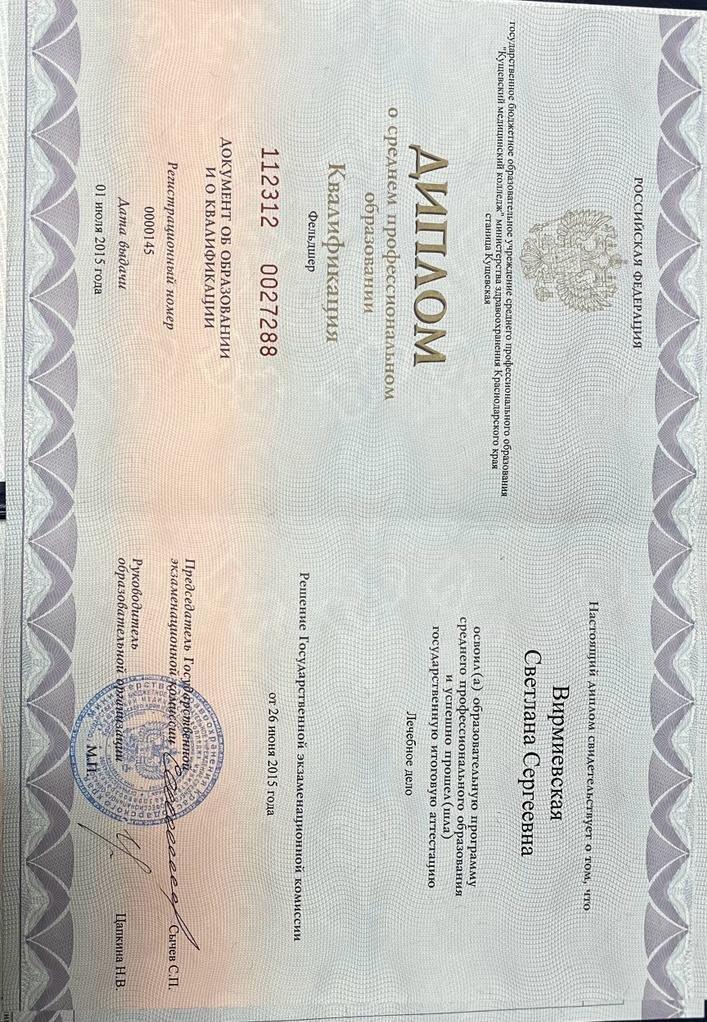 РОССИЙСКАЯ ФЕДЕРАЦИЯ
государственное бюджетное образовательное учреждение среднего профессионального образования
"Кущевский медицинский колледж" министерства здравоохранения Краснодарского края
станица Кущевская
ДИПЛОМ
о среднем профессиональном
образовании
Квалификация
Фельдшер
112312 0027288
ДОКУМЕНТ ОБ ОБРАЗОВАНИИ
И О КВАЛИФИКАЦИИ
Регистрационный номер
0000145
Дата выдачи
01 июля 2015 года
Настоящий диплом свидетельствует о том, что
Вирмиевская
Светлана Сергеевна
освоил(а) образовательную программу
среднего профессионального образования
и успешно прошел(шла)
государственную итоговую аттестацию
Лечебное дело
Решение Государственной экзаменационной комиссии
от 26 июня 2015 года
Председатель Государственной
экзаменационной комиссии
Сычев С.П.
Руководитель
образовательной организации
Цапкина Н.В.
М.П.